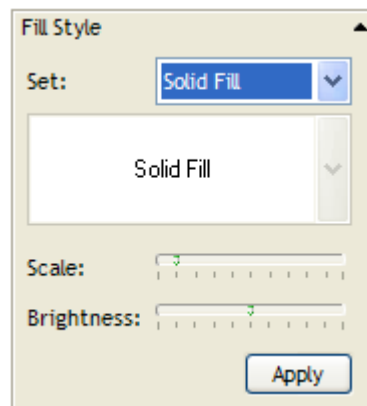 Fill Style
Set: Solid Fill
Solid Fill
Scale:
Brightness:
Apply